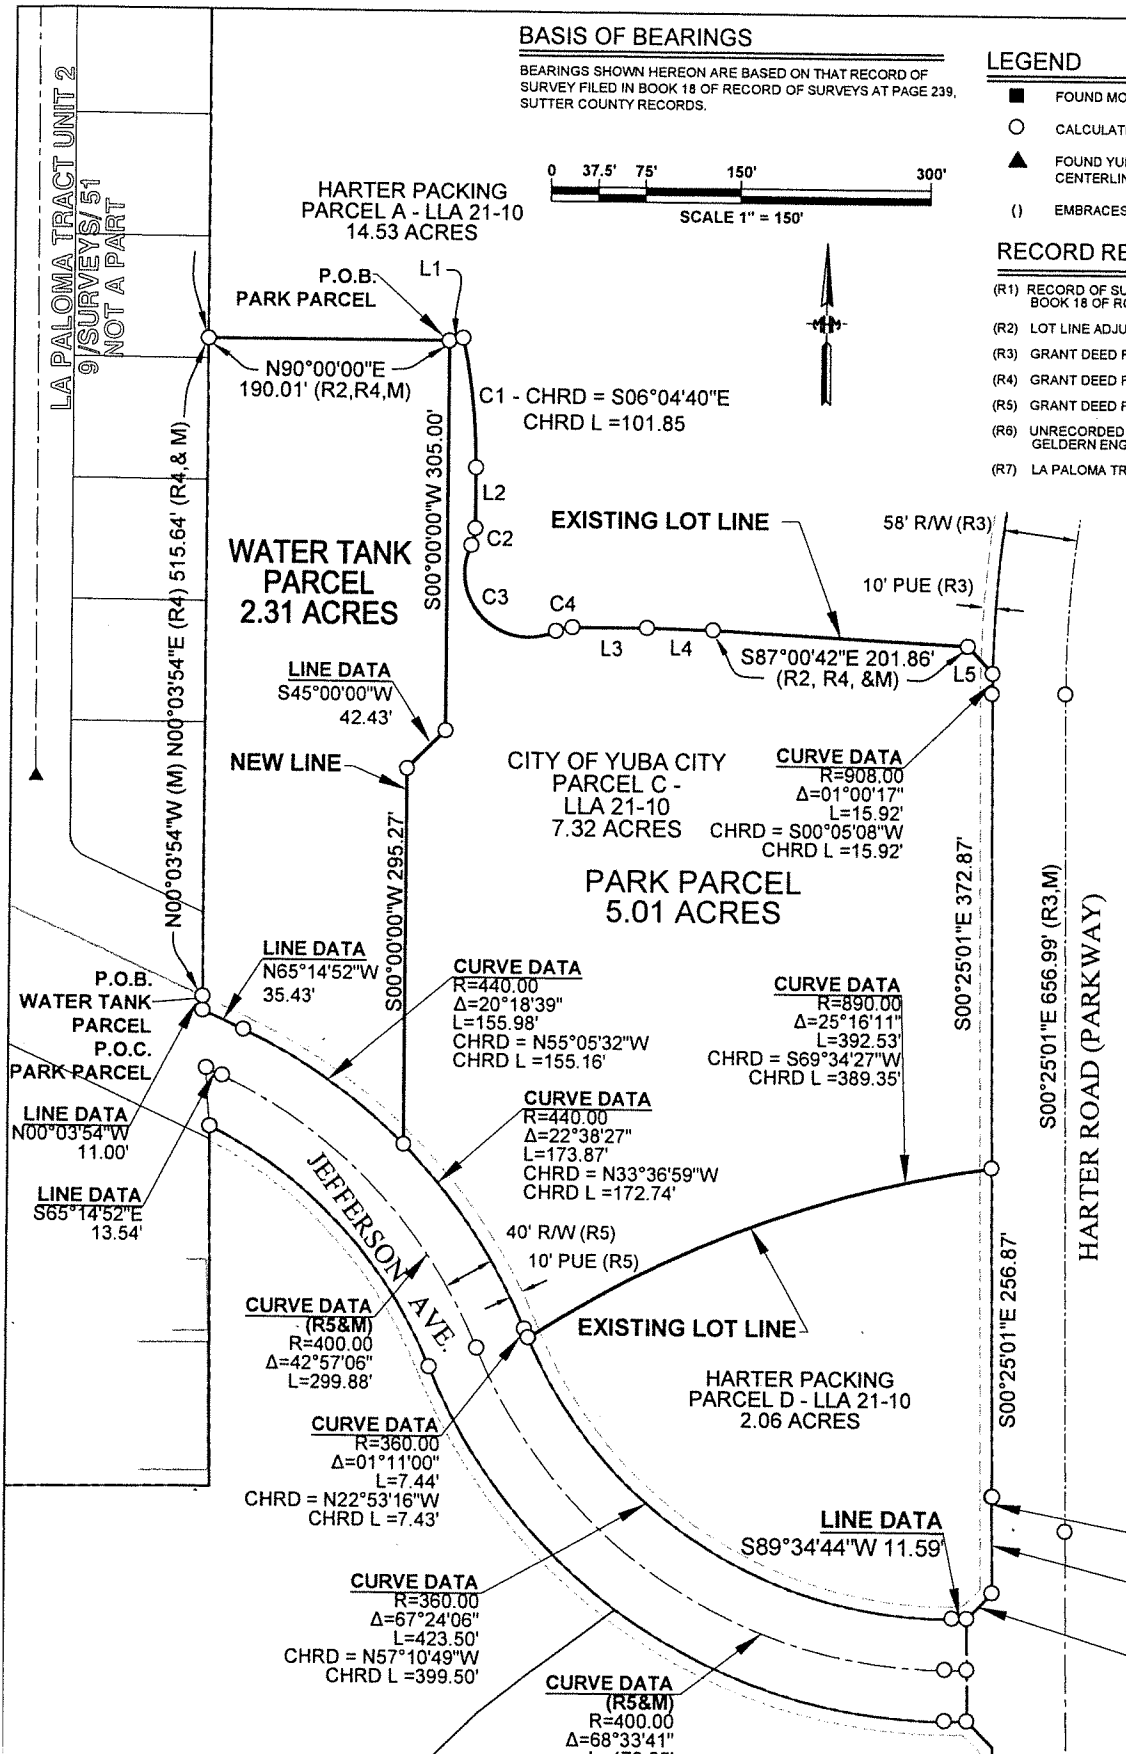 BASIS OF BEARINGS
BEARINGS SHOWN HEREON ARE BASED ON THAT RECORD OF
SURVEY FILED IN BOOK 18 OF RECORD OF SURVEYS AT PAGE 239,
SUTTER COUNTY RECORDS.
LEGEND
FOUND MO
CALCULAT
FOUND YU
CENTERLIN
() EMBRACES
RECORD RE
(R1) RECORD OF SU
BOOK 18 OF R
(R2) LOT LINE ADJU
(R3) GRANT DEED F
(R4) GRANT DEED F
(R5) GRANT DEED F
(R6) UNRECORDED
GELDERN ENG
(R7) LA PALOMA TR
0 37.5' 75' 150' 300'
SCALE 1" = 150'
LA PALOMA TRACT UNIT 2
9/SURVEYS/51
NOT A PART
HARTER PACKING
PARCEL A - LLA 21-10
14.53 ACRES
P.O.B.
PARK PARCEL
L1
N90°00'00"E
190.01' (R2,R4,M)
C1 - CHRD = S06°04'40"E
CHRD L =101.85
S00°00'00"W 305.00'
N00°03'54"W (M) N00°03'54"E (R4) 515.64' (R4,& M)
L2
C2
C3
C4
L3
L4
L5
EXISTING LOT LINE
58' R/W (R3)
10' PUE (R3)
WATER TANK
PARCEL
2.31 ACRES
S87°00'42"E 201.86'
(R2, R4, &M)
LINE DATA
S45°00'00"W
42.43'
NEW LINE
CITY OF YUBA CITY
PARCEL C -
LLA 21-10
7.32 ACRES
CURVE DATA
R=908.00
Δ=01°00'17"
L=15.92'
CHRD = S00°05'08"W
CHRD L =15.92'
PARK PARCEL
5.01 ACRES
S00°00'00"W 295.27'
S00°25'01"E 372.87'
S00°25'01"E 656.99' (R3,M)
HARTER ROAD (PARKWAY)
LINE DATA
N65°14'52"W
35.43'
P.O.B.
WATER TANK
PARCEL
P.O.C.
PARK PARCEL
CURVE DATA
R=440.00
Δ=20°18'39"
L=155.98'
CHRD = N55°05'32"W
CHRD L =155.16'
CURVE DATA
R=890.00
Δ=25°16'11"
L=392.53'
CHRD = S69°34'27"W
CHRD L =389.35'
LINE DATA
N00°03'54"W
11.00'
CURVE DATA
R=440.00
Δ=22°38'27"
L=173.87'
CHRD = N33°36'59"W
CHRD L =172.74'
LINE DATA
S65°14'52"E
13.54'
JEFFERSON AVE.
40' R/W (R5)
10' PUE (R5)
S00°25'01"E 256.87'
CURVE DATA
(R5&M)
R=400.00
Δ=42°57'06"
L=299.88'
EXISTING LOT LINE
HARTER PACKING
PARCEL D - LLA 21-10
2.06 ACRES
CURVE DATA
R=360.00
Δ=01°11'00"
L=7.44'
CHRD = N22°53'16"W
CHRD L =7.43'
LINE DATA
S89°34'44"W 11.59'
CURVE DATA
R=360.00
Δ=67°24'06"
L=423.50'
CHRD = N57°10'49"W
CHRD L =399.50'
CURVE DATA
(R5&M)
R=400.00
Δ=68°33'41"